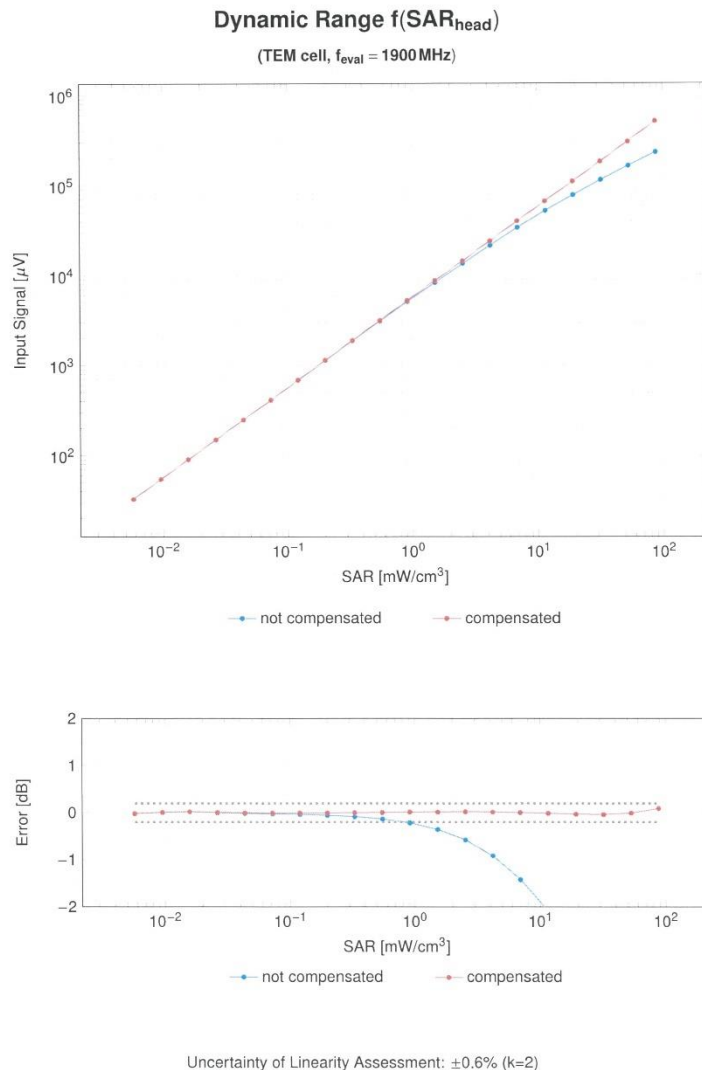 Dynamic Range f(SAR_head)
(TEM cell, f_eval = 1900 MHz)
10^6
10^5
10^4
10^3
10^2
Input Signal [µV]
10^-2 10^-1 10^0 10^1 10^2
SAR [mW/cm^3]
not compensated compensated
2
1
0
−1
−2
Error [dB]
10^-2 10^-1 10^0 10^1 10^2
SAR [mW/cm^3]
not compensated compensated
Uncertainty of Linearity Assessment: ±0.6% (k=2)